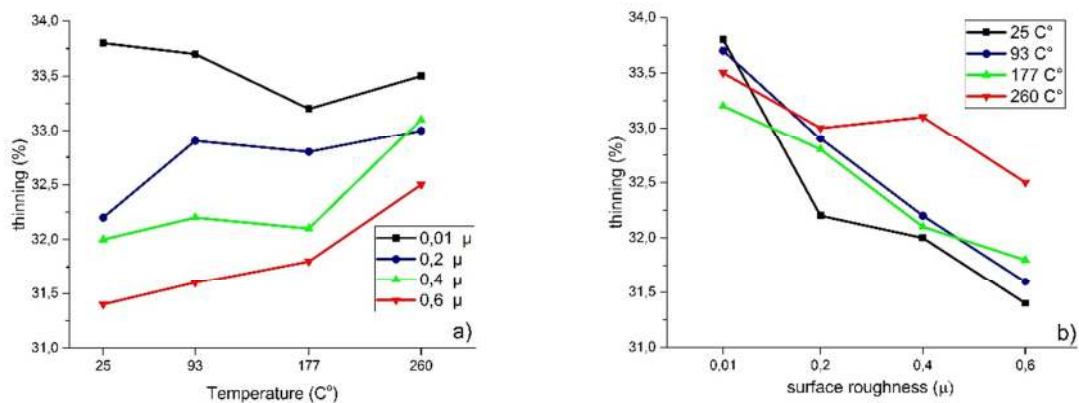 34,0
33,5
33,0
32,5
32,0
31,5
31,0
thinning (%)
25 93 177 260
Temperature (C°)
0,01 μ
0,2 μ
0,4 μ
0,6 μ
a)
34,0
33,5
33,0
32,5
32,0
31,5
31,0
thinning (%)
0,01 0,2 0,4 0,6
surface roughness (μ)
25 C°
93 C°
177 C°
260 C°
b)